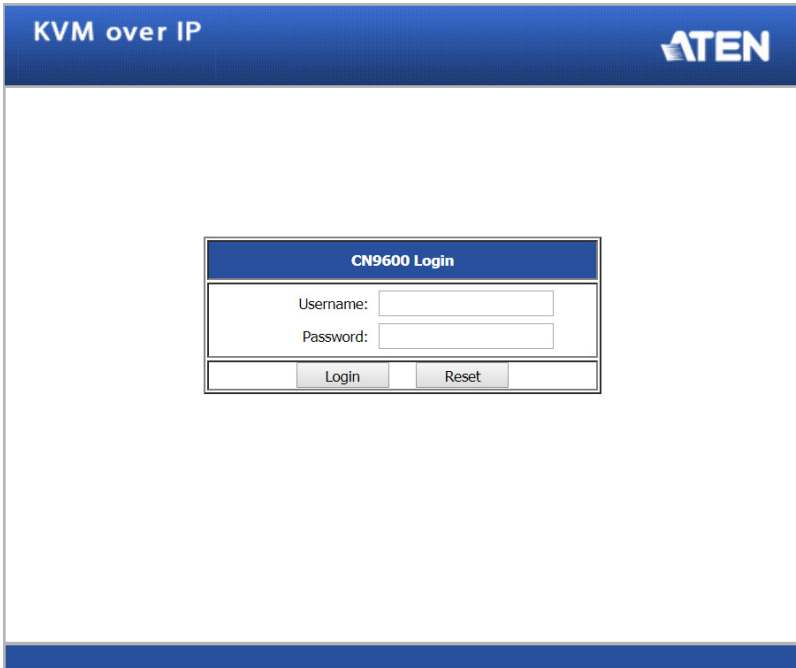 KVM over IP
ATEN
CN9600 Login
Username:
Password:
Login Reset